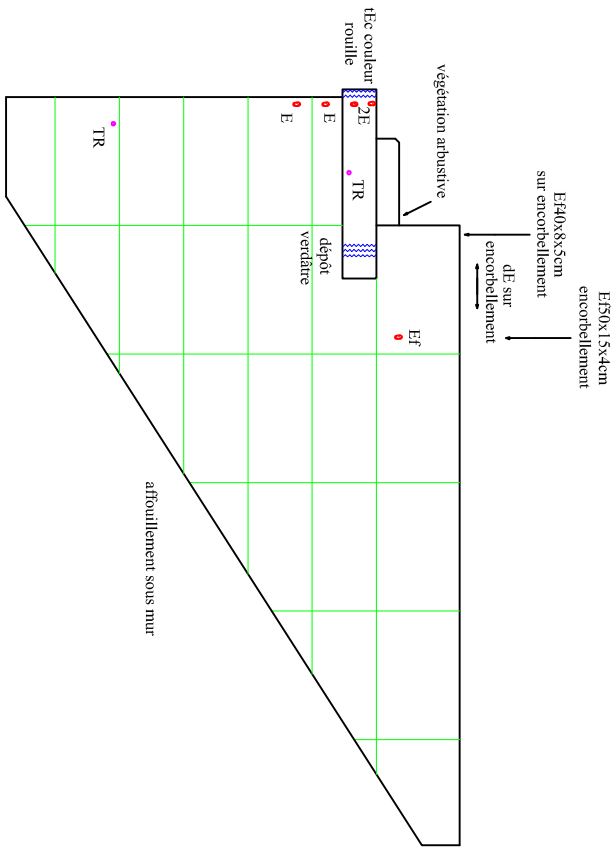 Ef50x15x4cm
encorbellement
Ef40x8x5cm
sur encorbellement
dE sur
encorbellement
végétation arbustive
tEc couleur
rouille
2E
E
E
TR
TR
dépôt
verdâtre
Ef
affouillement sous mur